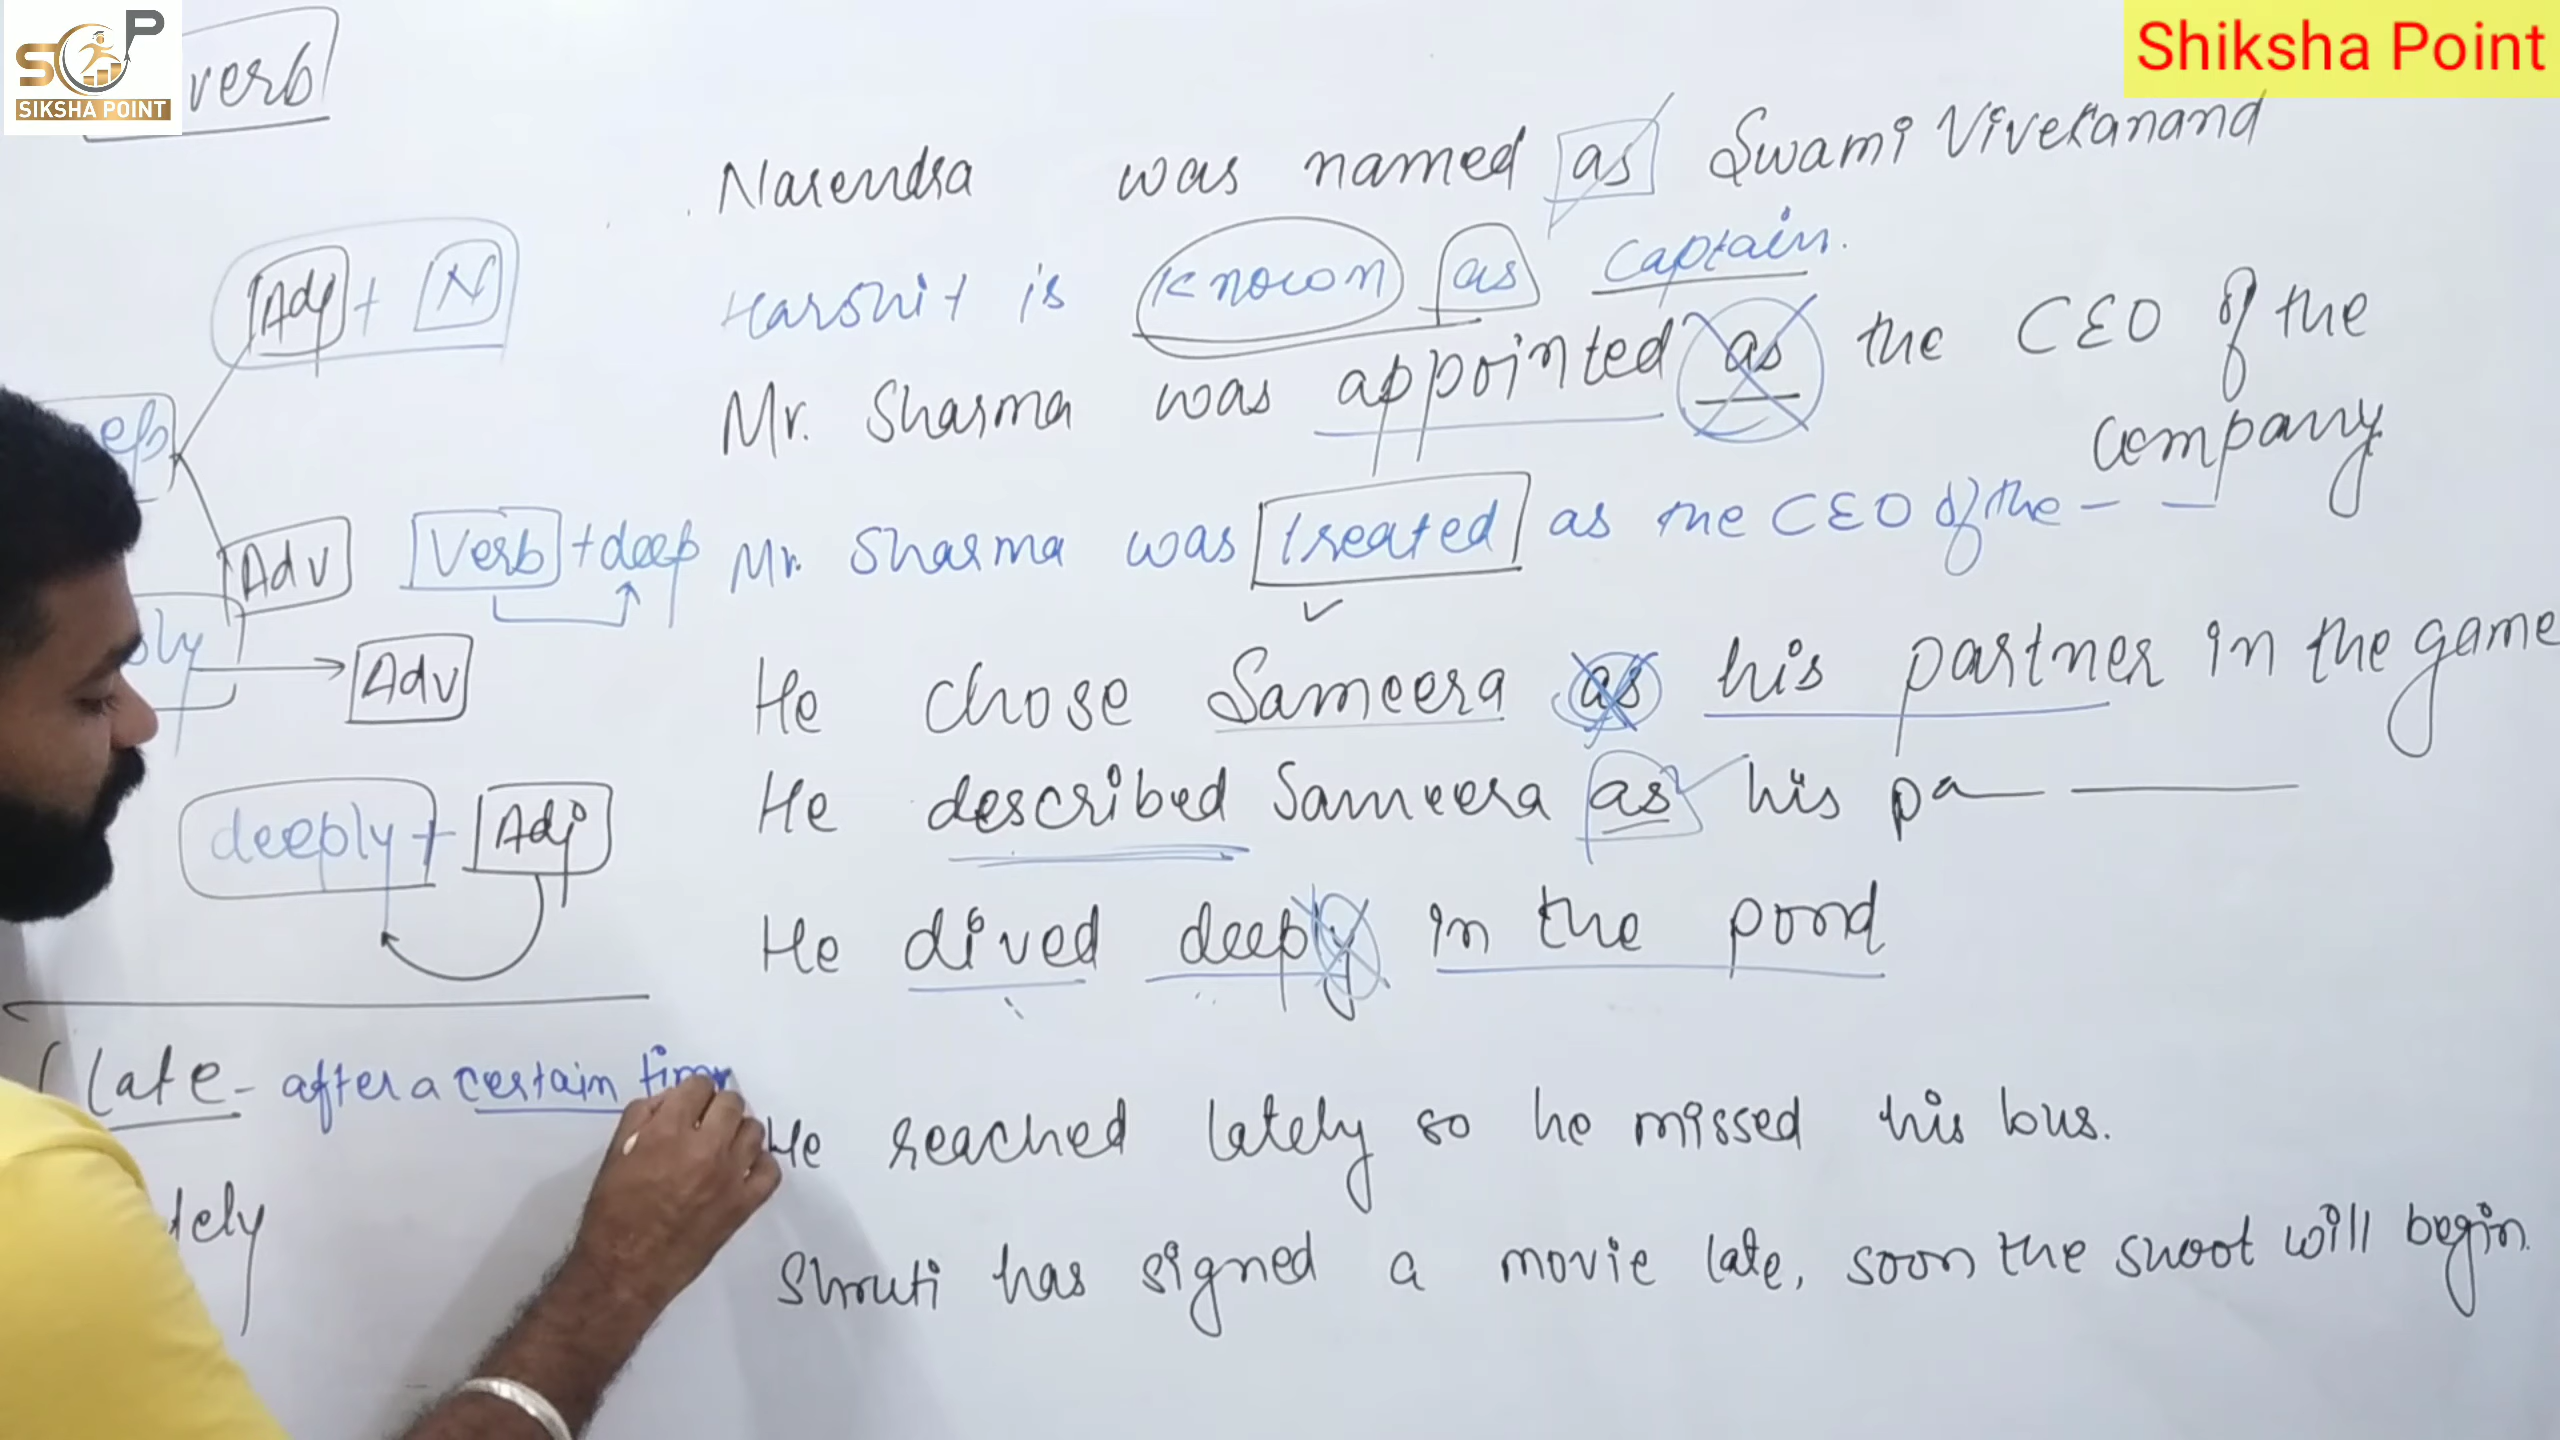 SOP
SIKSHA POINT
Shiksha Point
verb
Narendra was named as Swami Vivekanand
Adj + N
Harshit is known as captain.
Mr. Sharma was appointed as the CEO of the
company
Adv
Verb + deep
Mr. Sharma was treated as the CEO of the - -
Adv
He chose Sameera as his partner in the game
deeply + Adj
He described Sameera as his pa
He dived deeply in the pond
late - after a certain
He reached lately so he missed his bus.
Shruti has signed a movie late, soon the shoot will begin.